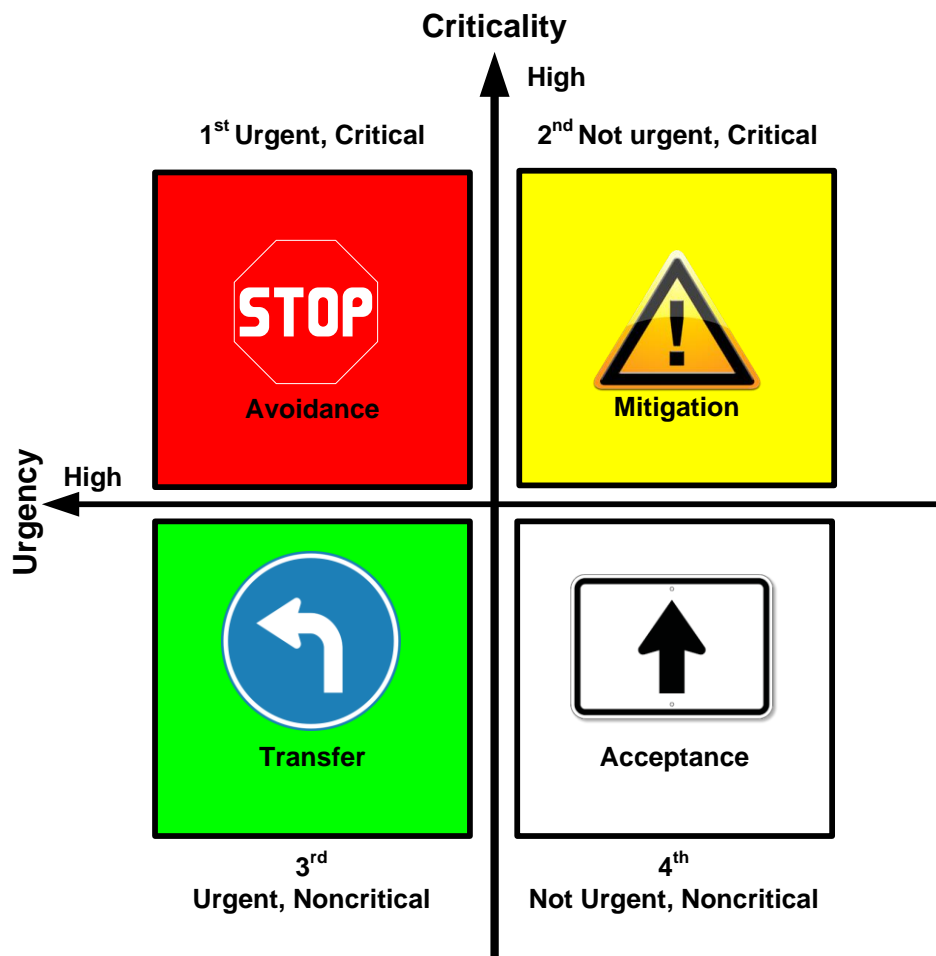 Criticality
High
1st Urgent, Critical
2nd Not urgent, Critical
STOP
Avoidance
!
Mitigation
Urgency
High
Transfer
Acceptance
3rd
Urgent, Noncritical
4th
Not Urgent, Noncritical